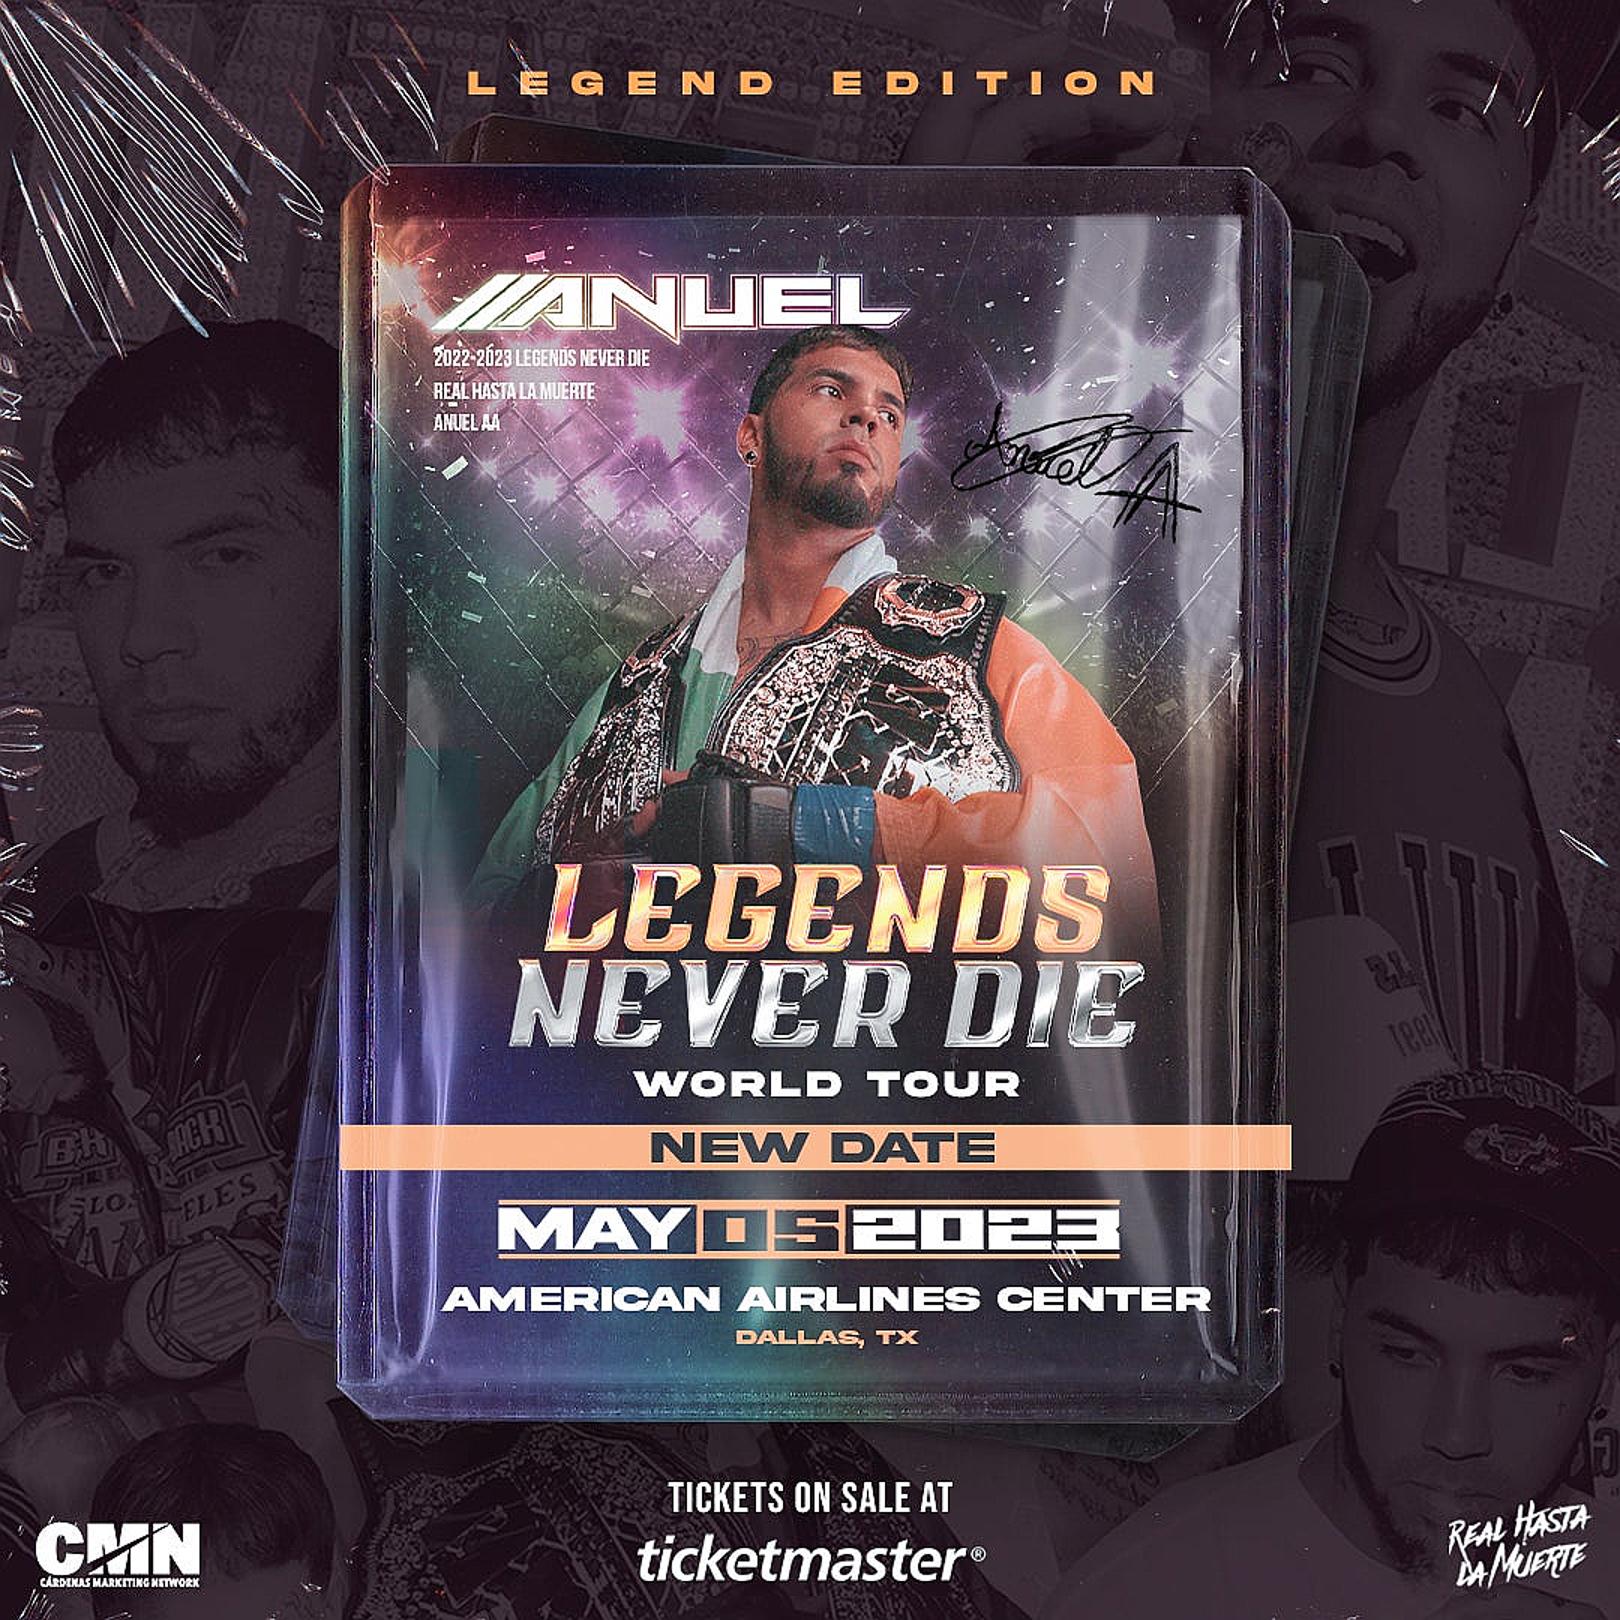 LEGEND EDITION
ANUEL
2022-2023 LEGENDS NEVER DIE
REAL HASTA LA MUERTE
ANUEL AA
Anuel AA
LEGENDS
NEVER DIE
WORLD TOUR
NEW DATE
MAY 05 2023
AMERICAN AIRLINES CENTER
DALLAS, TX
TICKETS ON SALE AT
ticketmaster®
CMN
CÁRDENAS MARKETING NETWORK
REAL HASTA
LA MUERTE